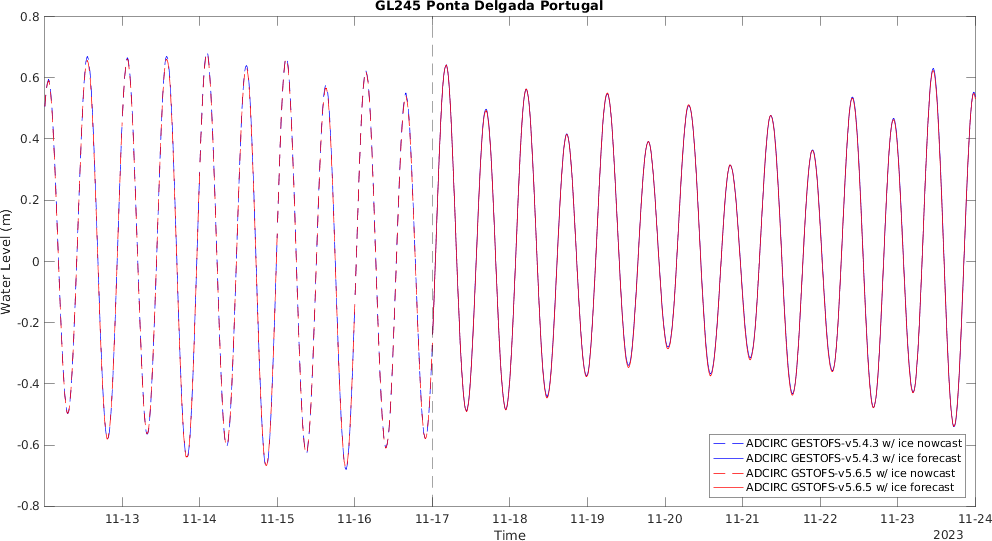 GL245 Ponta Delgada Portugal
Water Level (m)
0.8
0.6
0.4
0.2
0
-0.2
-0.4
-0.6
-0.8
ADCIRC GESTOFS-v5.4.3 w/ ice nowcast
ADCIRC GESTOFS-v5.4.3 w/ ice forecast
ADCIRC GSTOFS-v5.6.5 w/ ice nowcast
ADCIRC GSTOFS-v5.6.5 w/ ice forecast
11-13 11-14 11-15 11-16 11-17 11-18 11-19 11-20 11-21 11-22 11-23 11-24
Time
2023